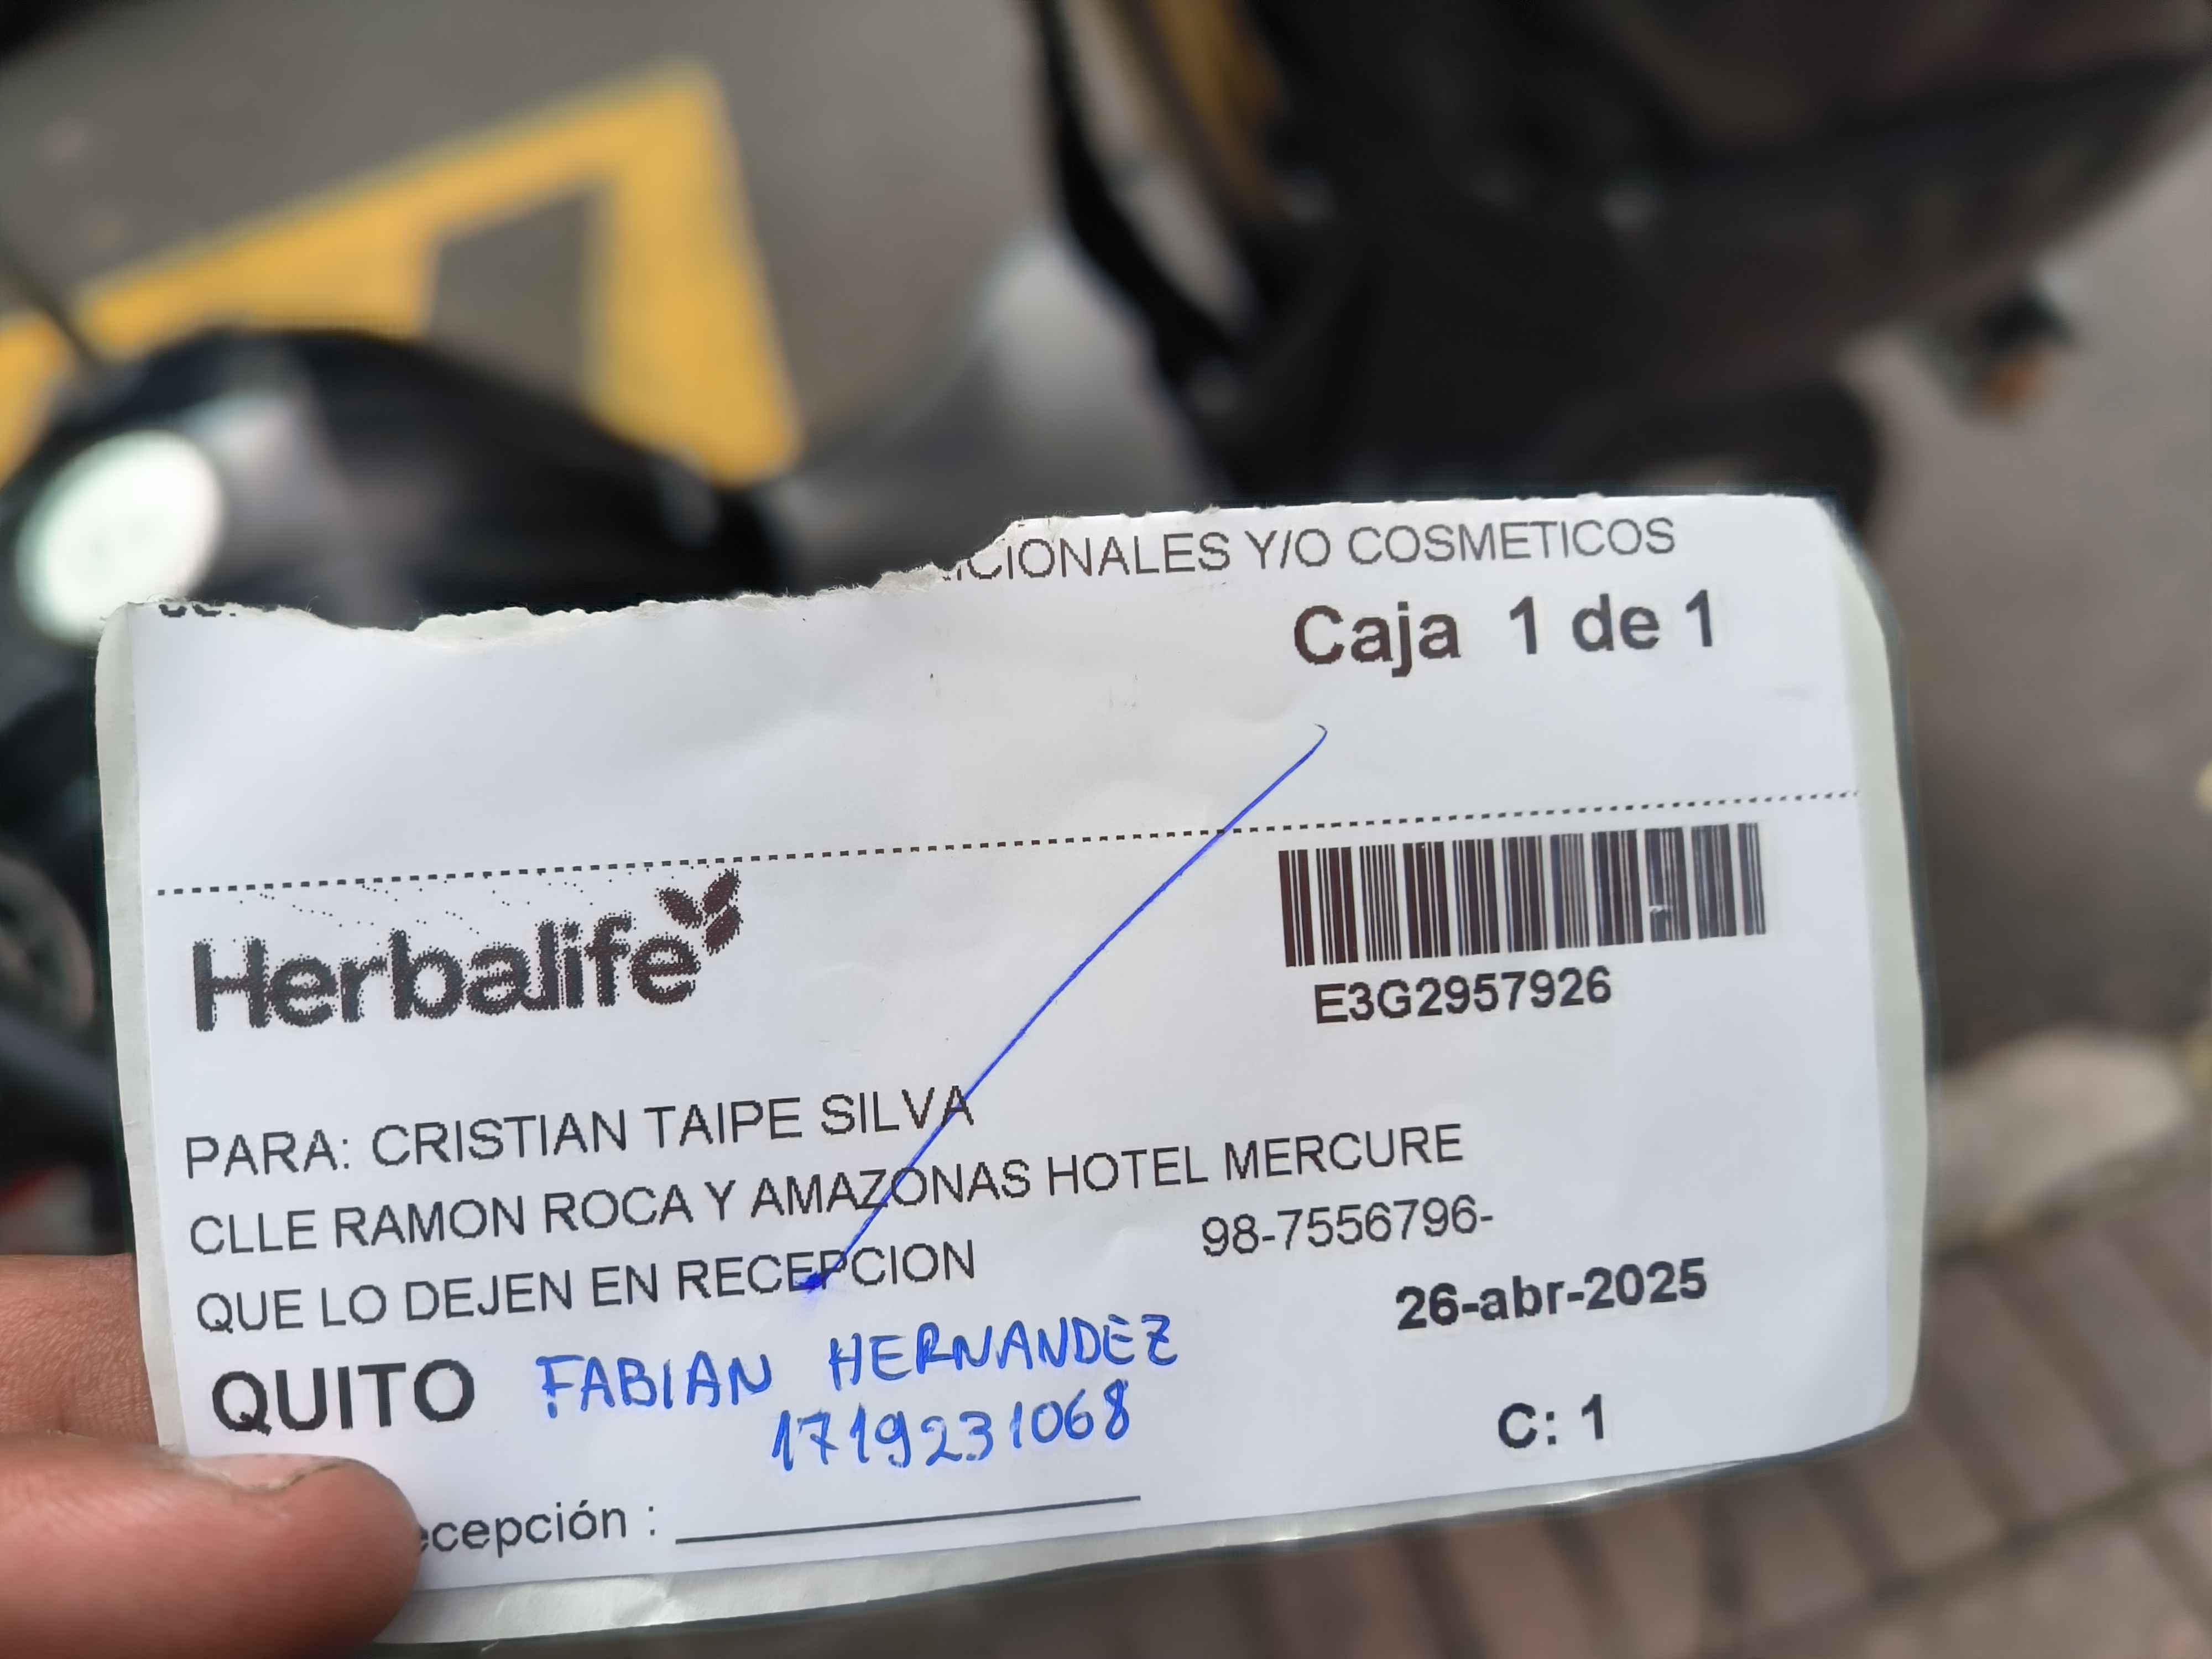 CIONALES Y/O COSMETICOS
Caja 1 de 1
Herbalife
E3G2957926
PARA: CRISTIAN TAIPE SILVA
CLLE RAMON ROCA Y AMAZONAS HOTEL MERCURE
QUE LO DEJEN EN RECEPCION 98-7556796-
26-abr-2025
QUITO FABIAN HERNANDEZ
1719231068
C: 1
ecepción :